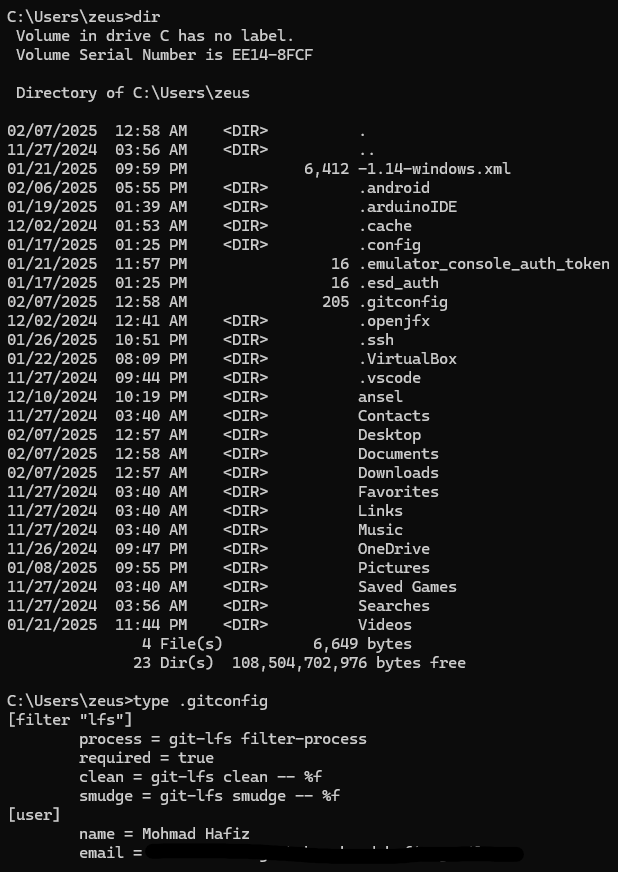 C:\Users\zeus>dir
 Volume in drive C has no label.
 Volume Serial Number is EE14-8FCF

 Directory of C:\Users\zeus

02/07/2025  12:58 AM    <DIR>          .
11/27/2024  03:56 AM    <DIR>          ..
01/21/2025  09:59 PM             6,412 -1.14-windows.xml
02/06/2025  05:55 PM    <DIR>          .android
01/19/2025  01:39 AM    <DIR>          .arduinoIDE
12/02/2024  01:53 AM    <DIR>          .cache
01/17/2025  01:25 PM    <DIR>          .config
01/21/2025  11:57 PM                16 .emulator_console_auth_token
01/17/2025  01:25 PM                16 .esd_auth
02/07/2025  12:58 AM               205 .gitconfig
12/02/2024  12:41 AM    <DIR>          .openjfx
01/26/2025  10:51 PM    <DIR>          .ssh
01/22/2025  08:09 PM    <DIR>          .VirtualBox
11/27/2024  09:44 PM    <DIR>          .vscode
12/10/2024  10:19 PM    <DIR>          ansel
11/27/2024  03:40 AM    <DIR>          Contacts
02/07/2025  12:57 AM    <DIR>          Desktop
02/07/2025  12:58 AM    <DIR>          Documents
02/07/2025  12:57 AM    <DIR>          Downloads
11/27/2024  03:40 AM    <DIR>          Favorites
11/27/2024  03:40 AM    <DIR>          Links
11/27/2024  03:40 AM    <DIR>          Music
11/26/2024  09:47 PM    <DIR>          OneDrive
01/08/2025  09:55 PM    <DIR>          Pictures
11/27/2024  03:40 AM    <DIR>          Saved Games
11/27/2024  03:56 AM    <DIR>          Searches
01/21/2025  11:44 PM    <DIR>          Videos
               4 File(s)          6,649 bytes
              23 Dir(s)  108,504,702,976 bytes free

C:\Users\zeus>type .gitconfig
[filter "lfs"]
        process = git-lfs filter-process
        required = true
        clean = git-lfs clean -- %f
        smudge = git-lfs smudge -- %f
[user]
        name = Mohmad Hafiz
        email =